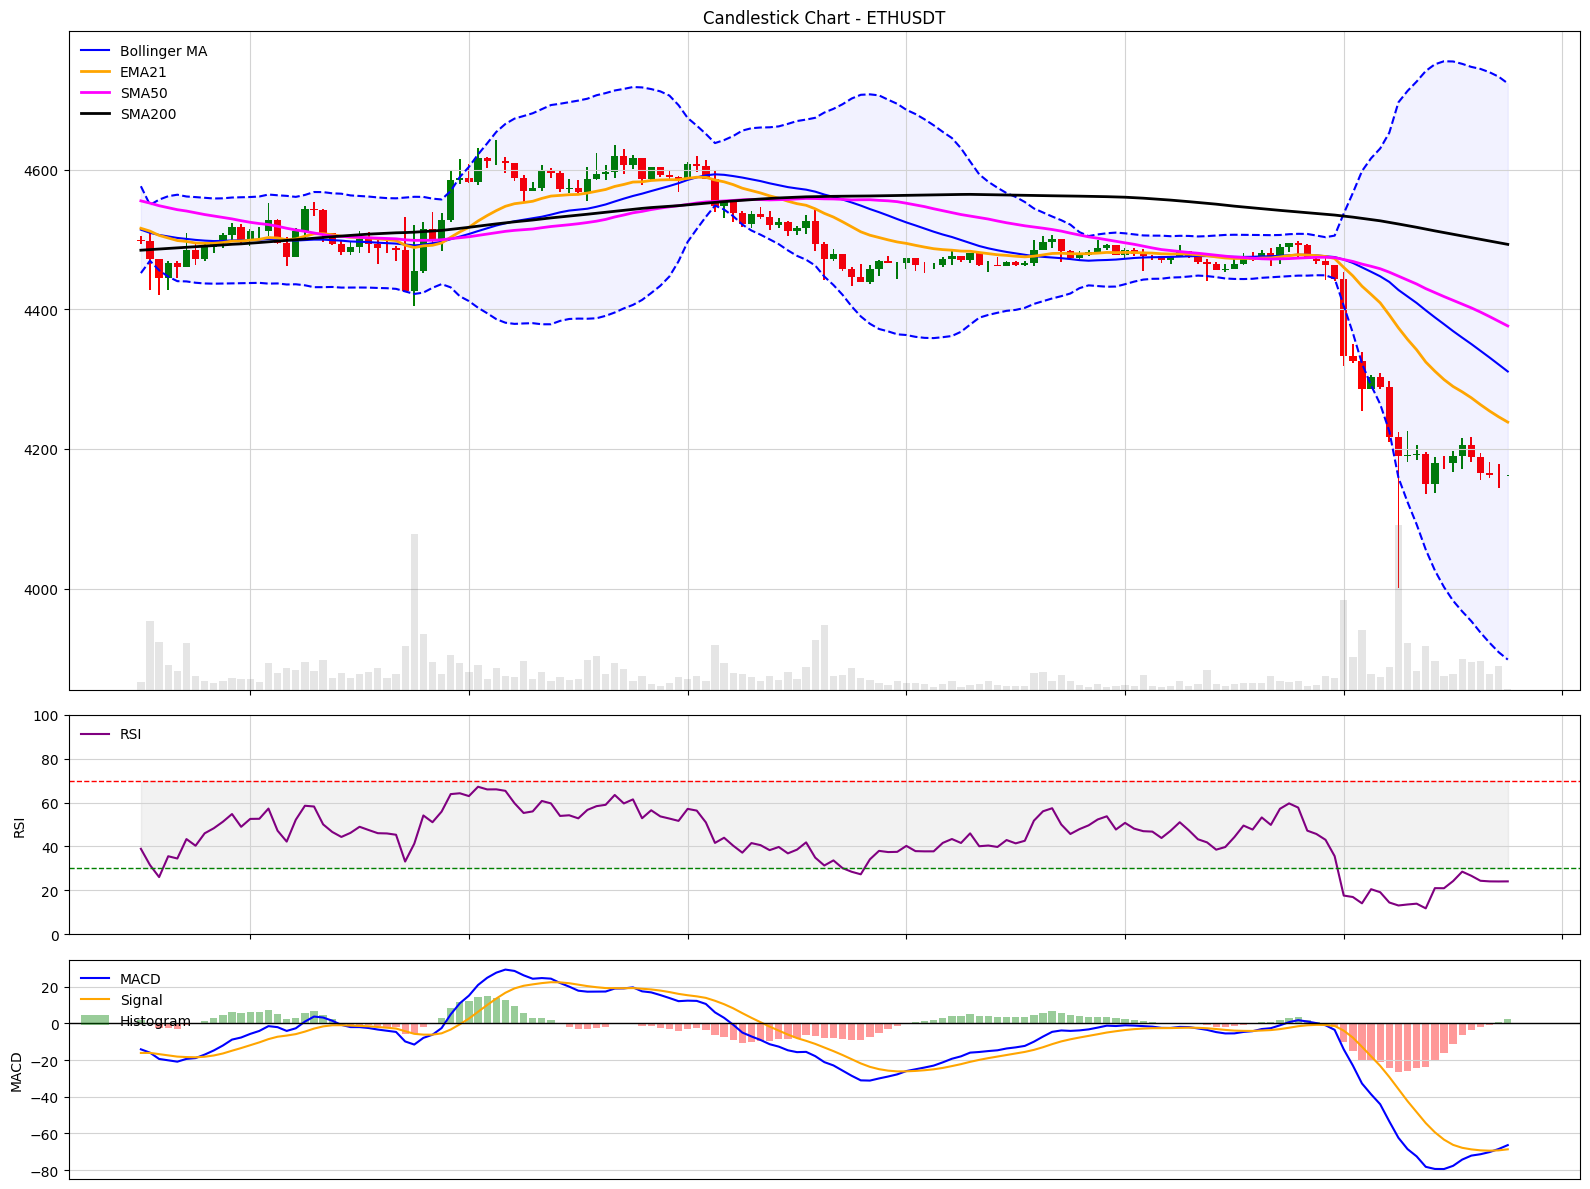 Candlestick Chart - ETHUSDT
Bollinger MA
EMA21
SMA50
SMA200
4600
4400
4200
4000
100
80
60
40
20
0
RSI
RSI
20
0
−20
−40
−60
−80
MACD
MACD
Signal
Histogram